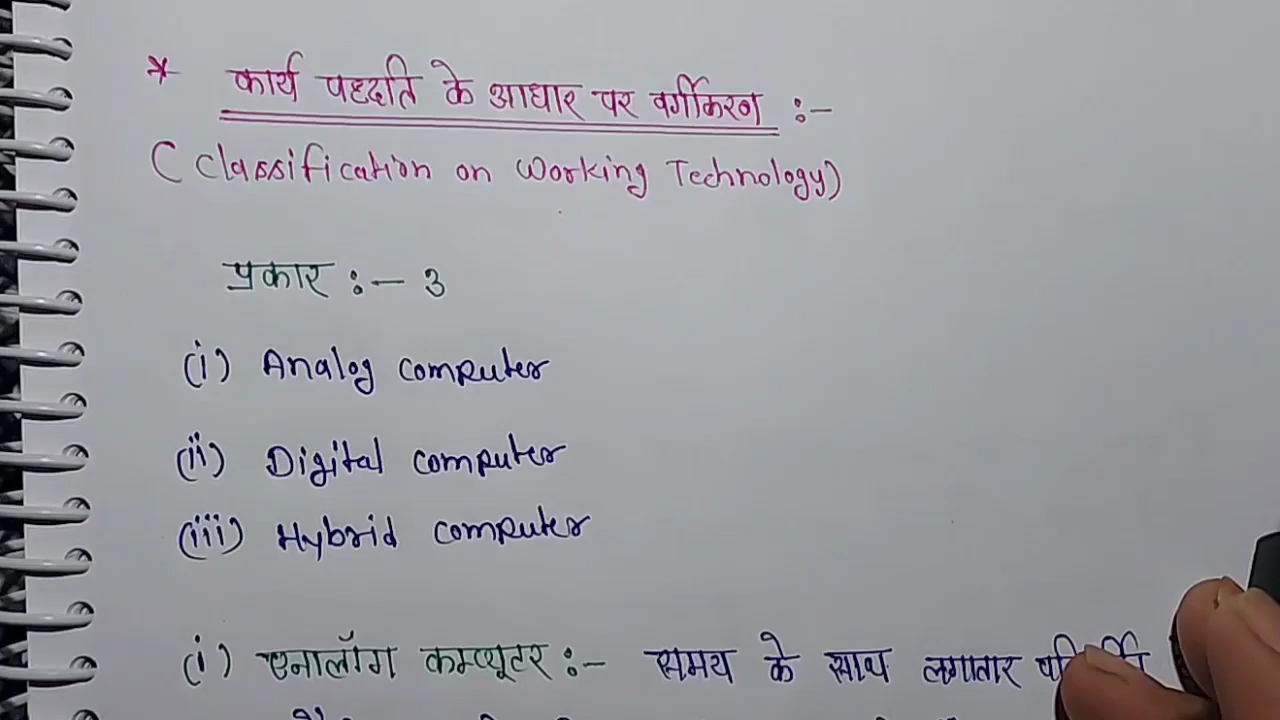 * कार्य पद्धति के आधार पर वर्गीकरण :-
(Classification on Working Technology)
प्रकार :- 3
(i) Analog computer
(ii) Digital computer
(iii) Hybrid computer
(i) एनालॉग कम्प्यूटर :- समय के साथ लगातार